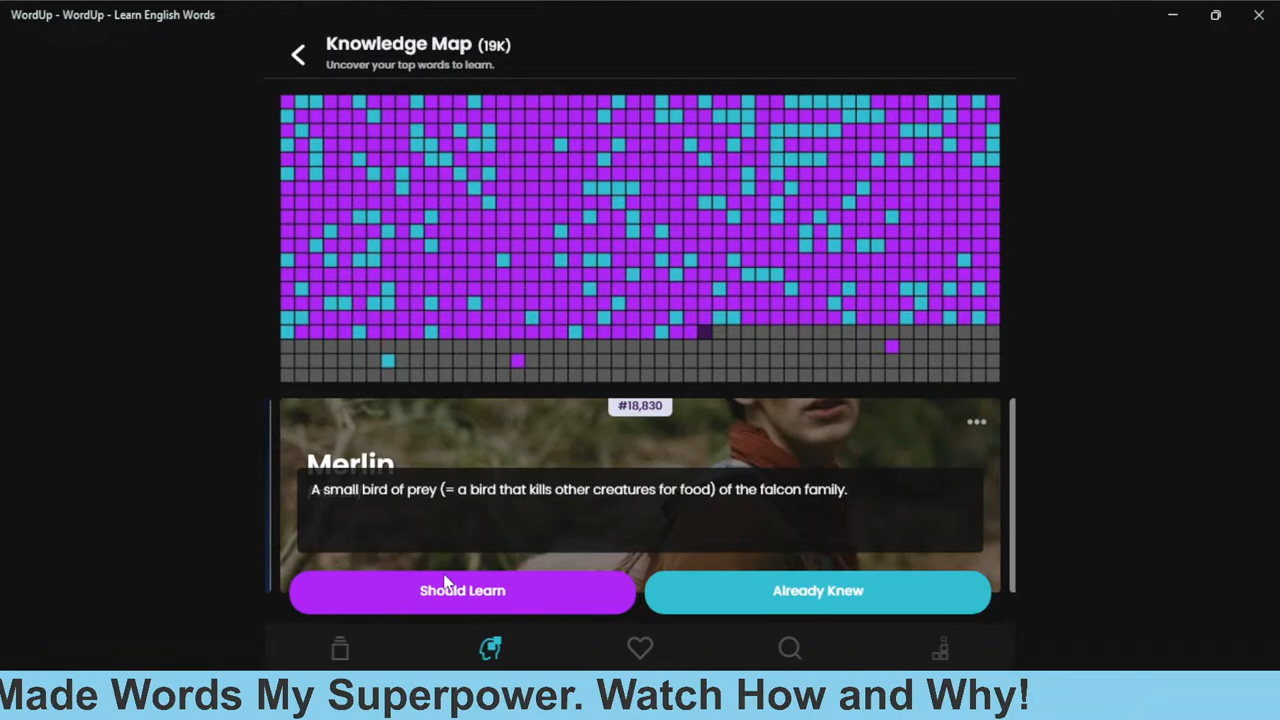 WordUp - WordUp - Learn English Words
Knowledge Map (19K)
Uncover your top words to learn.
#18,830
Merlin
A small bird of prey (= a bird that kills other creatures for food) of the falcon family.
Should Learn
Already Knew
Made Words My Superpower. Watch How and Why!